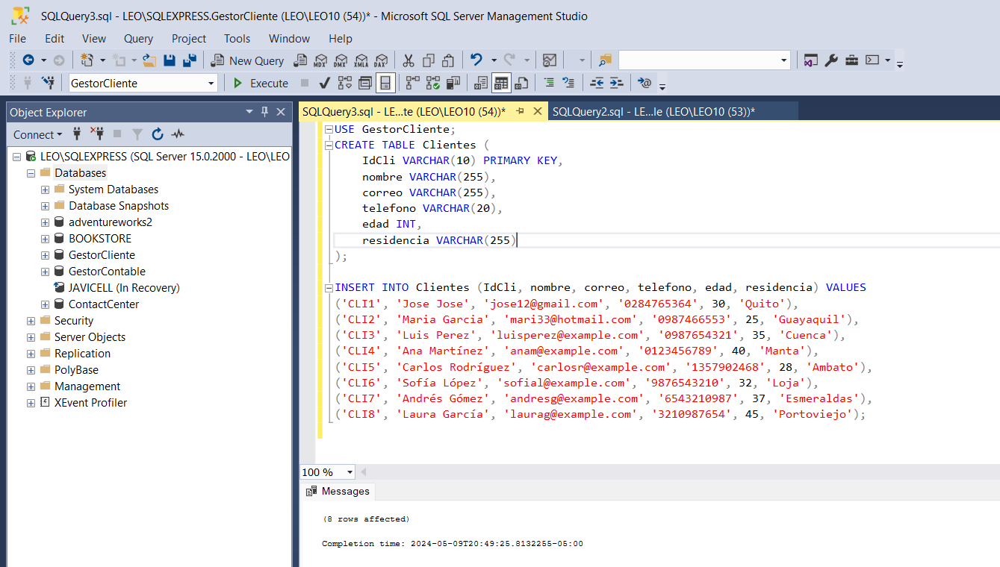 SQLQuery3.sql - LEO\SQLEXPRESS.GestorCliente (LEO\LEO10 (54))* - Microsoft SQL Server Management Studio
File Edit View Query Project Tools Window Help
New Query MDX DMX XMLA DAX
GestorCliente Execute
Object Explorer
Connect
LEO\SQLEXPRESS (SQL Server 15.0.2000 - LEO\LEO
Databases
System Databases
Database Snapshots
adventureworks2
BOOKSTORE
GestorCliente
GestorContable
JAVICELL (In Recovery)
ContactCenter
Security
Server Objects
Replication
PolyBase
Management
XEvent Profiler
SQLQuery3.sql - LE...te (LEO\LEO10 (54))* SQLQuery2.sql - LE...le (LEO\LEO10 (53))*
USE GestorCliente;
CREATE TABLE Clientes (
IdCli VARCHAR(10) PRIMARY KEY,
nombre VARCHAR(255),
correo VARCHAR(255),
telefono VARCHAR(20),
edad INT,
residencia VARCHAR(255)
);
INSERT INTO Clientes (IdCli, nombre, correo, telefono, edad, residencia) VALUES
('CLI1', 'Jose Jose', 'jose12@gmail.com', '0284765364', 30, 'Quito'),
('CLI2', 'Maria Garcia', 'mari33@hotmail.com', '0987466553', 25, 'Guayaquil'),
('CLI3', 'Luis Perez', 'luisperez@example.com', '0987654321', 35, 'Cuenca'),
('CLI4', 'Ana Martínez', 'anam@example.com', '0123456789', 40, 'Manta'),
('CLI5', 'Carlos Rodríguez', 'carlosr@example.com', '1357902468', 28, 'Ambato'),
('CLI6', 'Sofía López', 'sofial@example.com', '9876543210', 32, 'Loja'),
('CLI7', 'Andrés Gómez', 'andresg@example.com', '6543210987', 37, 'Esmeraldas'),
('CLI8', 'Laura García', 'laurag@example.com', '3210987654', 45, 'Portoviejo');
100 %
Messages
(8 rows affected)
Completion time: 2024-05-09T20:49:25.8132255-05:00